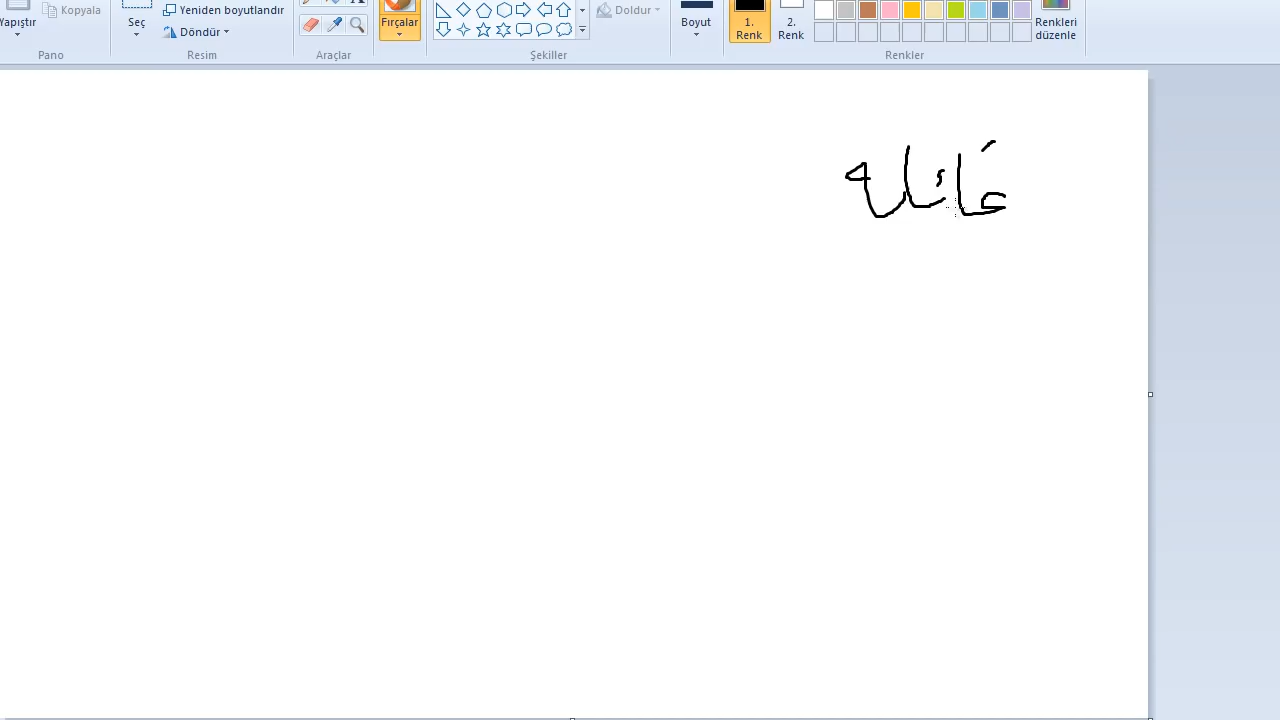 Yapıştır
Kopyala
Pano
Seç
Yeniden boyutlandır
Döndür
Resim
Fırçalar
Araçlar
Şekiller
Doldur
Boyut
1. Renk
2. Renk
Renkleri düzenle
Renkler
عَائله